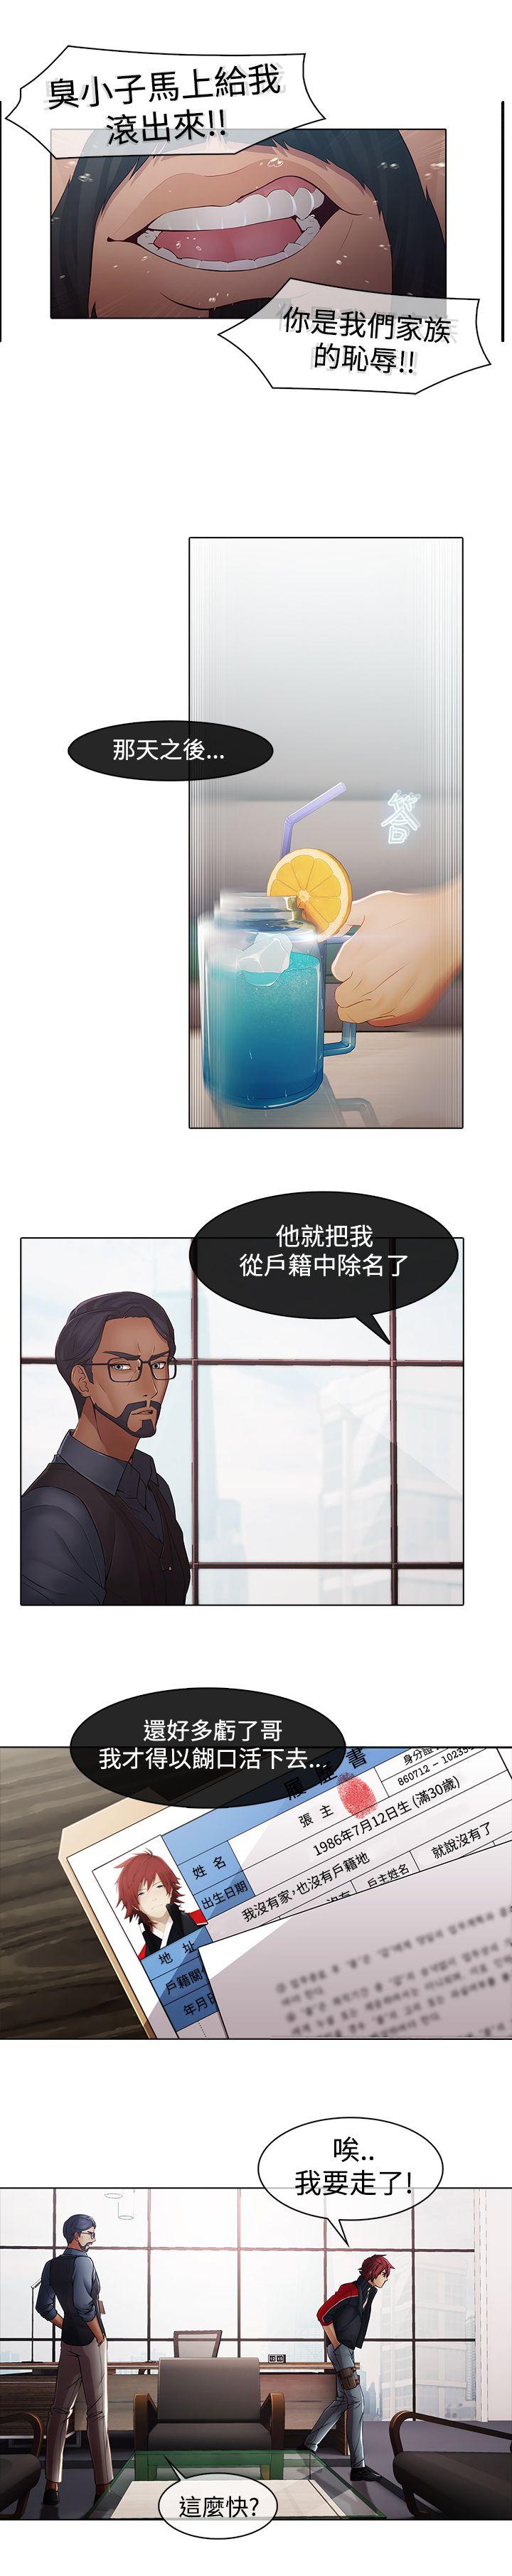 臭小子馬上給我
滾出來!!
你是我們家族
的恥辱!!
那天之後...
答
他就把我
從戶籍中除名了
還好多虧了哥
我才得以餬口活下去...
履歷書
姓名
張主
860712 -
出生日期
1986年7月12日生 (滿30歲)
地址
我沒有家,也沒有戶籍地
戶主姓名
就說沒有了
唉..
我要走了!
這麼快?